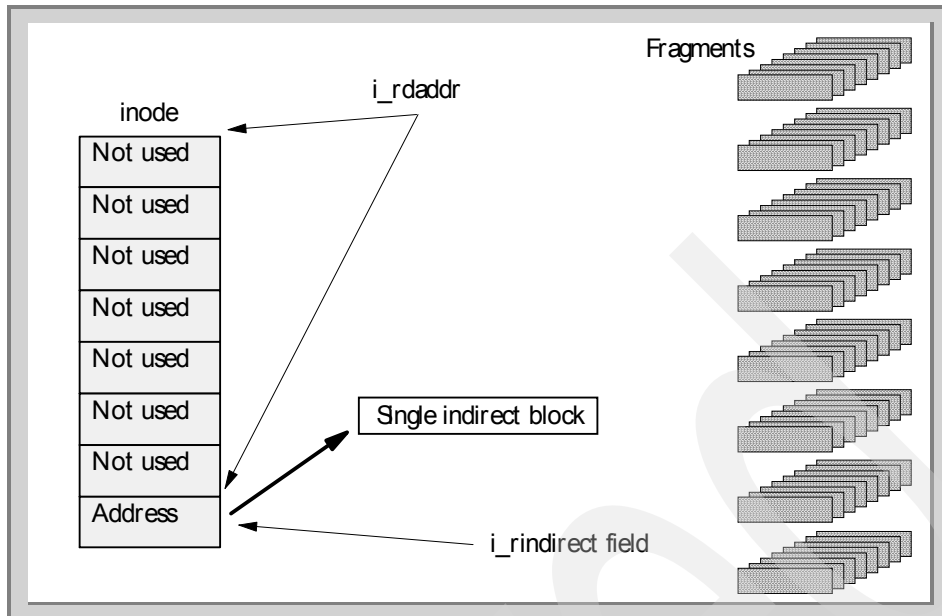 Fragments
i_rdaddr
inode
Not used
Not used
Not used
Not used
Not used
Not used
Not used
Address
Single indirect block
i_rindirect field